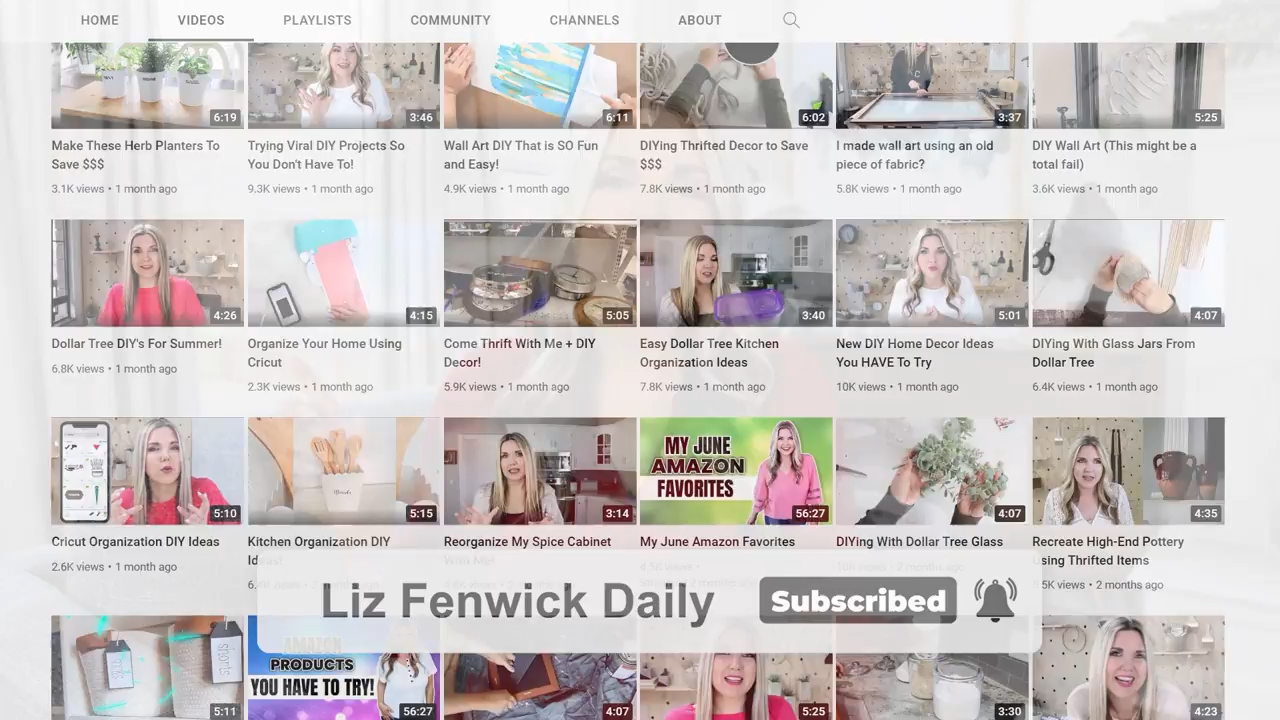 HOME VIDEOS PLAYLISTS COMMUNITY CHANNELS ABOUT
6:19 3:46 6:11 6:02 3:37 5:25
Make These Herb Planters To Save $$$
3.1K views • 1 month ago
Trying Viral DIY Projects So You Don't Have To!
9.3K views • 1 month ago
Wall Art DIY That is SO Fun and Easy!
4.9K views • 1 month ago
DIYing Thrifted Decor to Save $$$
7.8K views • 1 month ago
I made wall art using an old piece of fabric?
5.8K views • 1 month ago
DIY Wall Art (This might be a total fail)
3.6K views • 1 month ago
4:26 4:15 5:05 3:40 5:01 4:07
Dollar Tree DIY's For Summer!
6.8K views • 1 month ago
Organize Your Home Using Cricut
2.3K views • 1 month ago
Come Thrift With Me + DIY Decor!
5.9K views • 1 month ago
Easy Dollar Tree Kitchen Organization Ideas
7.8K views • 1 month ago
New DIY Home Decor Ideas You HAVE To Try
10K views • 1 month ago
DIYing With Glass Jars From Dollar Tree
6.4K views • 1 month ago
MY JUNE
AMAZON
FAVORITES
5:10 5:15 3:14 56:27 4:07 4:35
Cricut Organization DIY Ideas
2.6K views • 1 month ago
Kitchen Organization DIY Ideas!
Reorganize My Spice Cabinet With Me!
My June Amazon Favorites
DIYing With Dollar Tree Glass
Recreate High-End Pottery Using Thrifted Items
2 months ago
Liz Fenwick Daily Subscribed
AMAZON
PRODUCTS
YOU HAVE TO TRY!
5:11 56:27 4:07 5:25 3:30 4:23